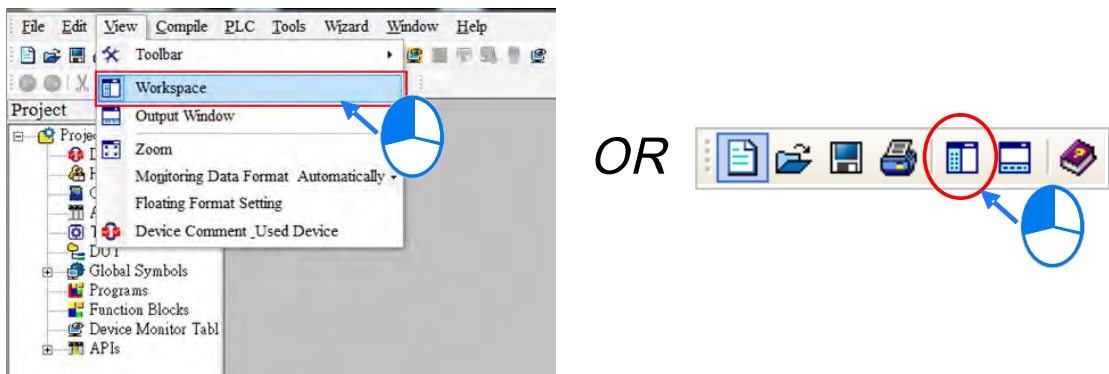 File Edit View Compile PLC Tools Wizard Window Help
Toolbar
Workspace
Project
Output Window
Zoom
Monitoring Data Format Automatically
Floating Format Setting
Device Comment _Used Device
DUT
Global Symbols
Programs
Function Blocks
Device Monitor Tabl
APIs
OR